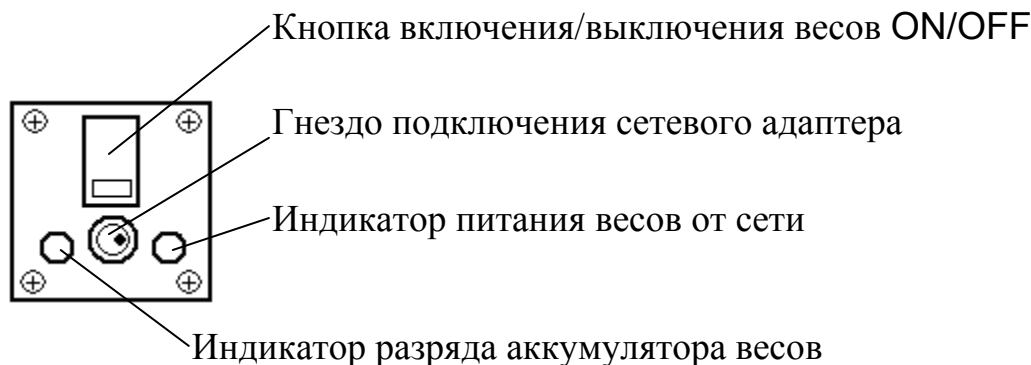 Кнопка включения/выключения весов ON/OFF
Гнездо подключения сетевого адаптера
Индикатор питания весов от сети
Индикатор разряда аккумулятора весов